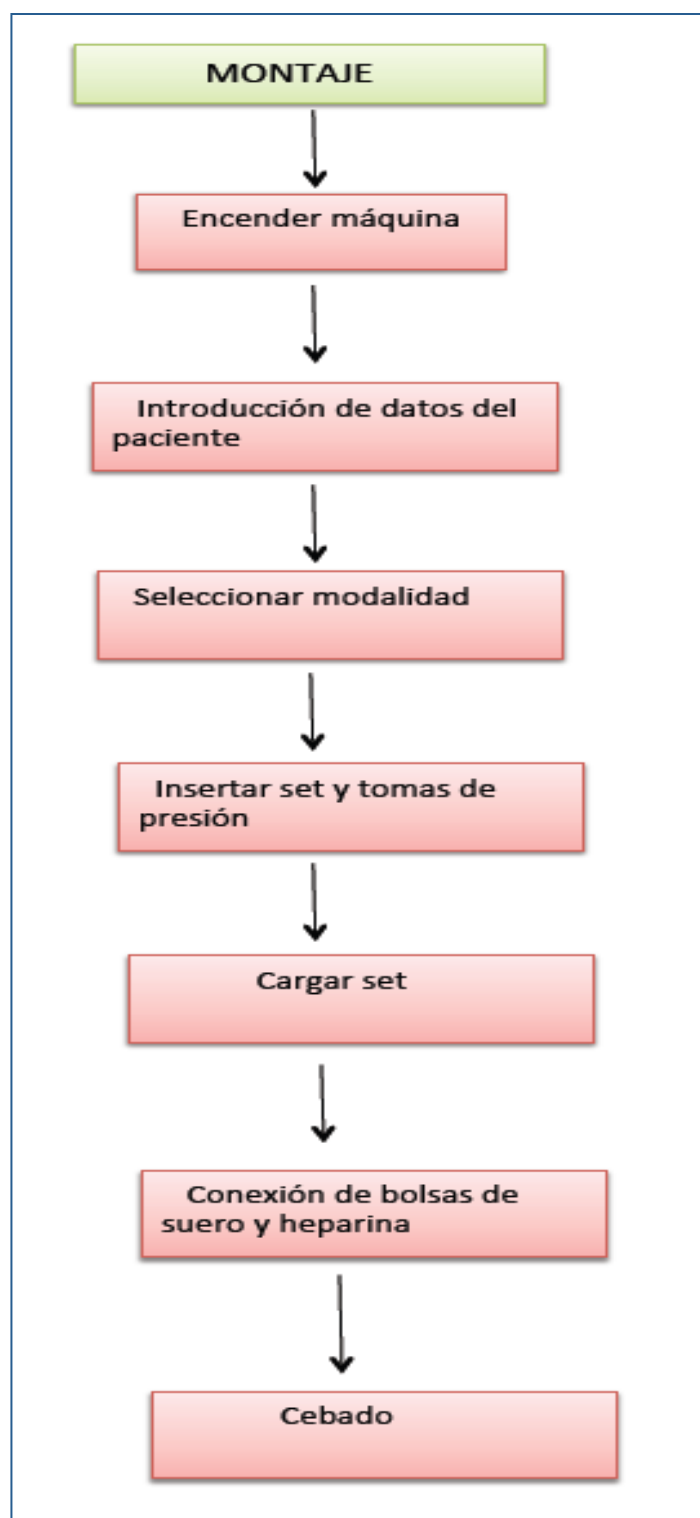 MONTAJE
Encender máquina
Introducción de datos del
paciente
Seleccionar modalidad
Insertar set y tomas de
presión
Cargar set
Conexión de bolsas de
suero y heparina
Cebado